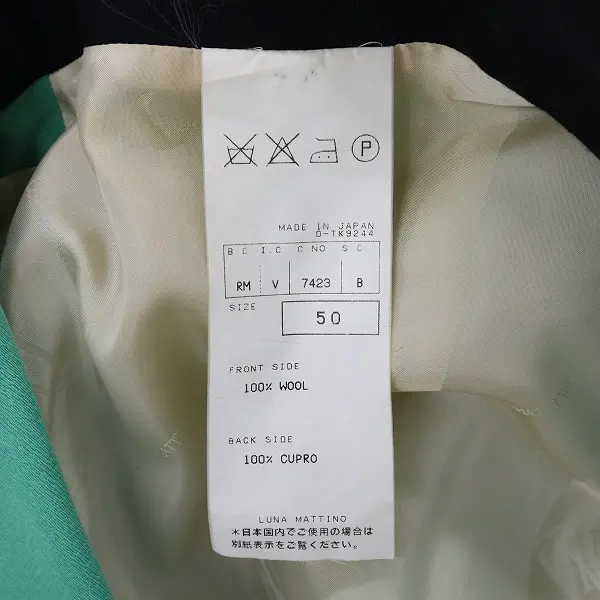 P
MADE IN JAPAN
D-TK9244
B C I.C C NO S C
RM V 7423 B
SIZE 50
FRONT SIDE
100% WOOL
BACK SIDE
100% CUPRO
LUNA MATTINO
＊日本国内でご使用の場合は
別紙表示をご覧ください。